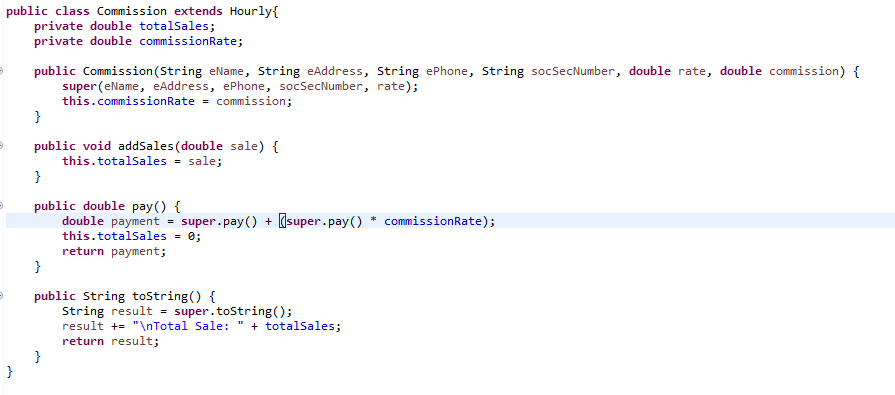 public class Commission extends Hourly{
    private double totalSales;
    private double commissionRate;

    public Commission(String eName, String eAddress, String ePhone, String socSecNumber, double rate, double commission) {
        super(eName, eAddress, ePhone, socSecNumber, rate);
        this.commissionRate = commission;
    }

    public void addSales(double sale) {
        this.totalSales = sale;
    }

    public double pay() {
        double payment = super.pay() + (super.pay() * commissionRate);
        this.totalSales = 0;
        return payment;
    }

    public String toString() {
        String result = super.toString();
        result += "\nTotal Sale: " + totalSales;
        return result;
    }
}